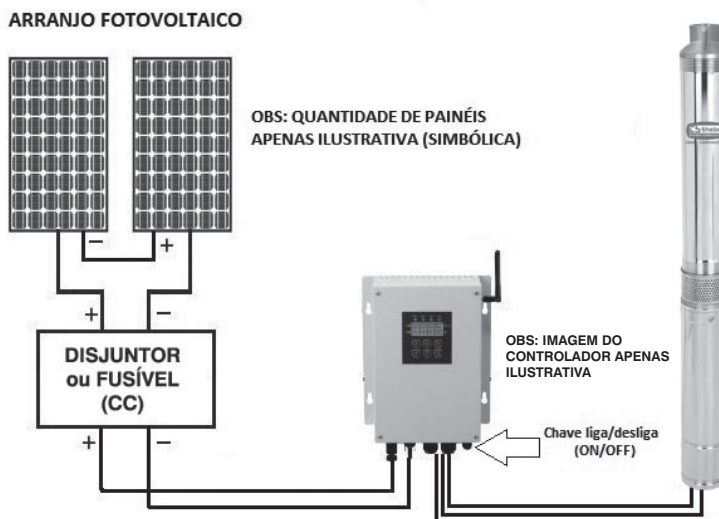 ARRANJO FOTOVOLTAICO
OBS: QUANTIDADE DE PAINÉIS
APENAS ILUSTRATIVA (SIMBÓLICA)
− +
+ −
DISJUNTOR
ou FUSÍVEL
(CC)
+ −
OBS: IMAGEM DO
CONTROLADOR APENAS
ILUSTRATIVA
Chave liga/desliga
(ON/OFF)